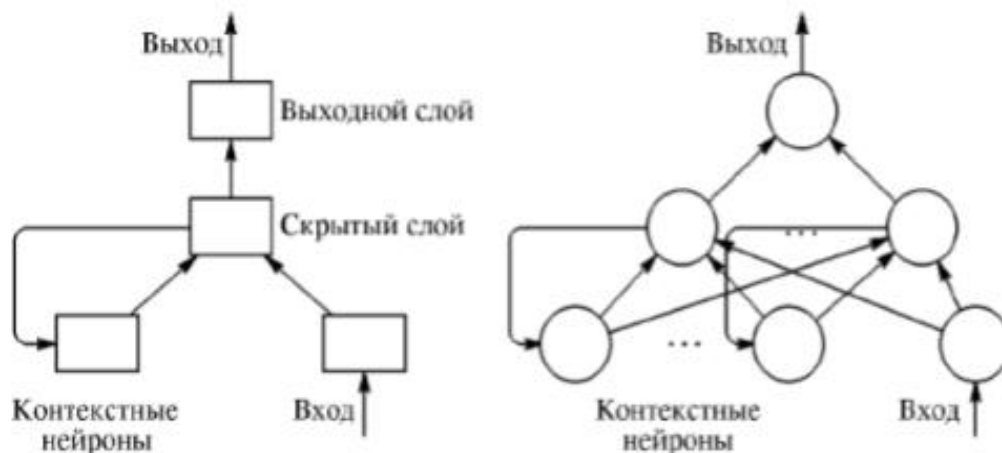 Выход
Выходной слой
Скрытый слой
Контекстные
нейроны
Вход
Выход
...
...
Контекстные
нейроны
Вход